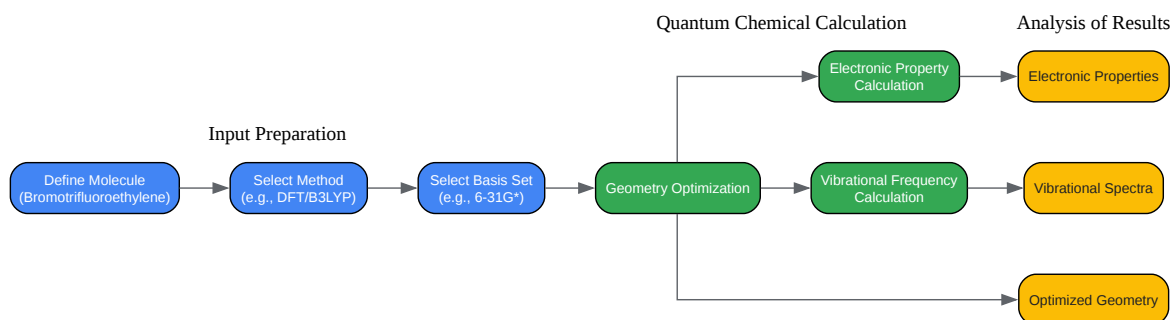 Quantum Chemical Calculation
Analysis of Results
Electronic Property
Calculation
Electronic Properties
Input Preparation
Define Molecule
(Bromotrifluoroethylene)
Select Method
(e.g., DFT/B3LYP)
Select Basis Set
(e.g., 6-31G*)
Geometry Optimization
Vibrational Frequency
Calculation
Vibrational Spectra
Optimized Geometry